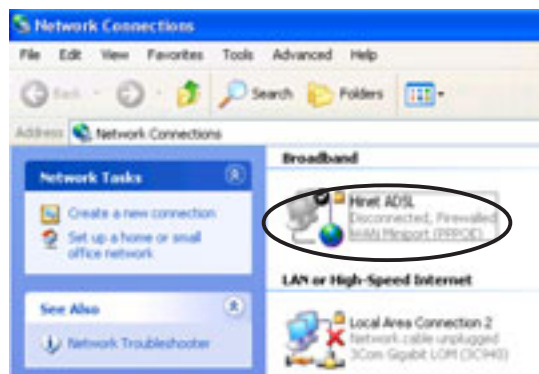 Network Connections
File Edit View Favorites Tools Advanced Help
Back Search Folders
Address Network Connections
Network Tasks
Create a new connection
Set up a home or small
office network
See Also
Network Troubleshooter
Broadband
Hinet ADSL
Disconnected, Firewalled
WAN Miniport (PPPOE)
LAN or High-Speed Internet
Local Area Connection 2
Network cable unplugged
3Com Gigabit LOM (3C940)